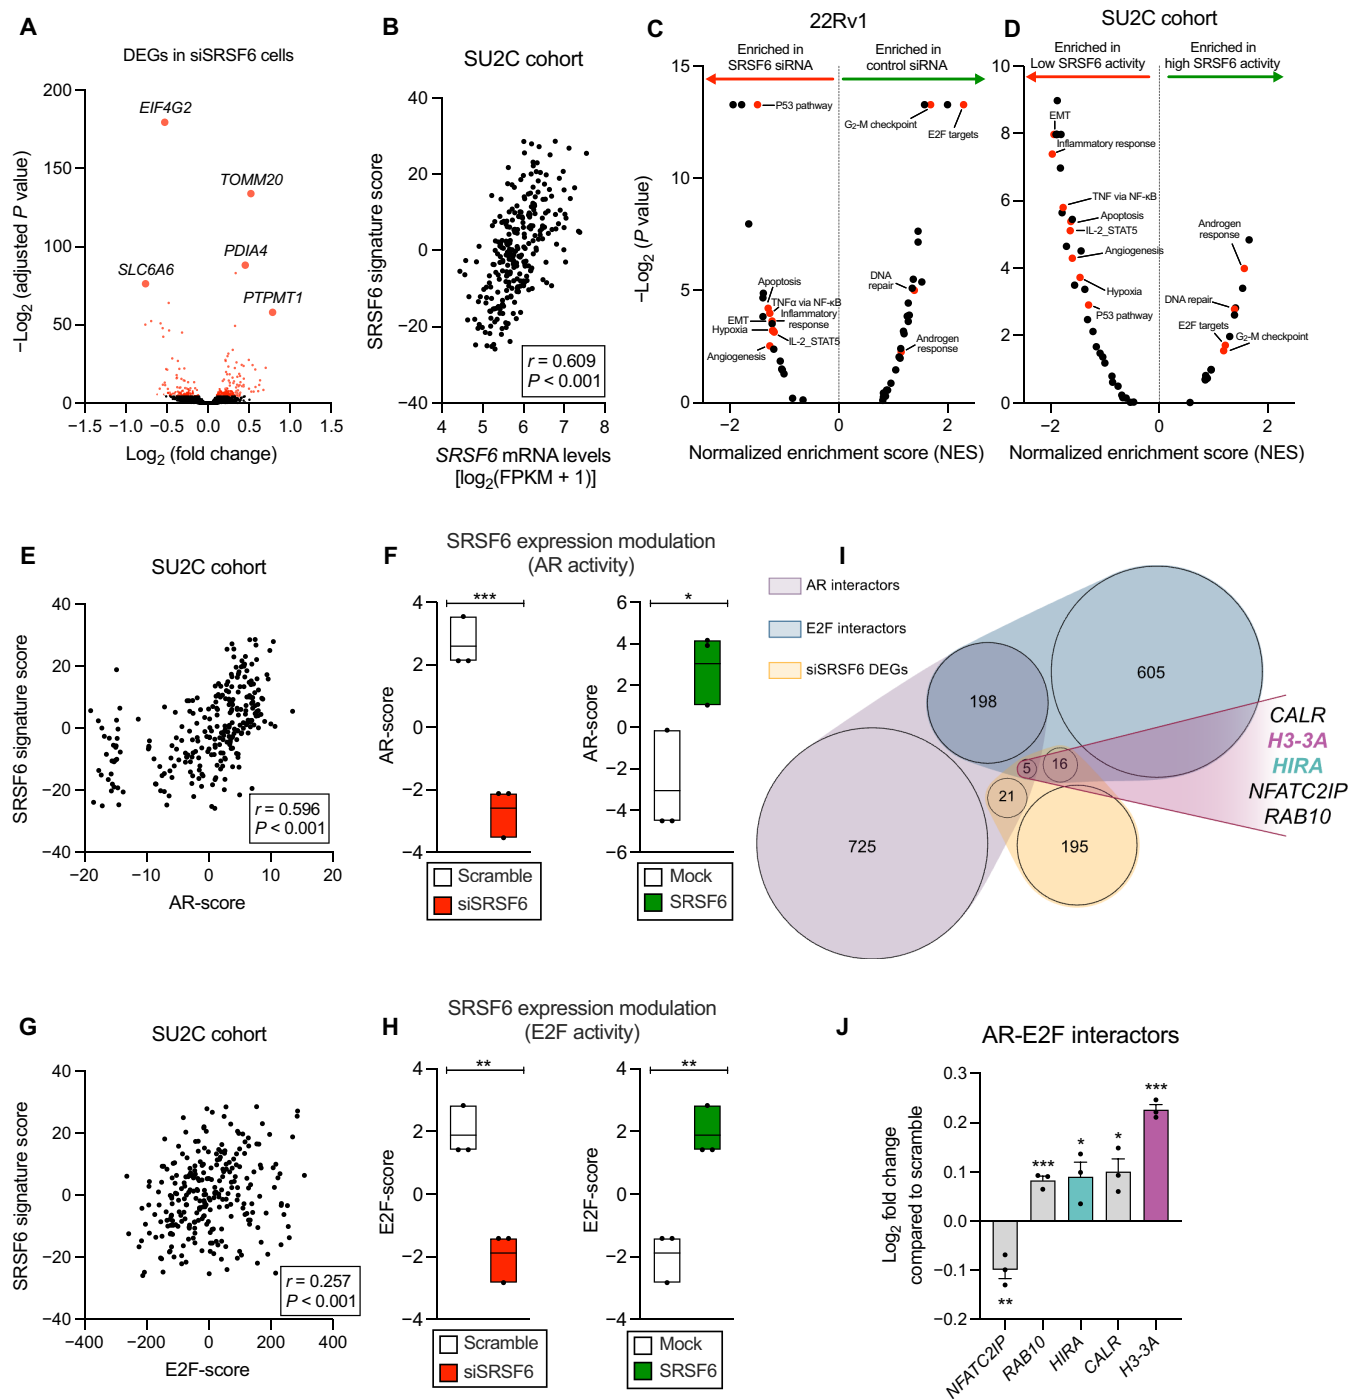 A
DEGs in siSRSF6 cells
−Log2 (adjusted P value)
200
150
100
50
0
EIF4G2
TOMM20
PDIA4
SLC6A6
PTPMT1
−1.5 −1.0 −0.5 0.0 0.5 1.0 1.5
Log2 (fold change)
B
SU2C cohort
SRSF6 signature score
40
20
0
−20
−40
r = 0.609
P < 0.001
4 5 6 7 8
SRSF6 mRNA levels
[log2(FPKM + 1)]
C
22Rv1
Enriched in
SRSF6 siRNA
Enriched in
control siRNA
−Log2 (P value)
15
10
5
0
P53 pathway
G2-M checkpoint
E2F targets
Apoptosis
TNFα via NF-κB
EMT
Inflammatory
response
Hypoxia
IL-2_STAT5
Angiogenesis
DNA
repair
Androgen
response
−2 0 2
Normalized enrichment score (NES)
D
SU2C cohort
Enriched in
Low SRSF6 activity
Enriched in
high SRSF6 activity
10
8
6
4
2
0
EMT
Inflammatory response
TNF via NF-κB
Apoptosis
IL-2_STAT5
Angiogenesis
Hypoxia
P53 pathway
Androgen
response
DNA repair
E2F targets
G2-M checkpoint
−2 0 2
Normalized enrichment score (NES)
E
SU2C cohort
SRSF6 signature score
40
20
0
−20
−40
r = 0.596
P < 0.001
−20 −10 0 10 20
AR-score
F
SRSF6 expression modulation
(AR activity)
AR-score
4
2
0
−2
−4
***
Scramble
siSRSF6
AR-score
6
4
2
0
−2
−4
−6
*
Mock
SRSF6
I
AR interactors
E2F interactors
siSRSF6 DEGs
605
198
5
16
21
725
195
CALR
H3-3A
HIRA
NFATC2IP
RAB10
G
SU2C cohort
SRSF6 signature score
40
20
0
−20
−40
r = 0.257
P < 0.001
−400 −200 0 200 400
E2F-score
H
SRSF6 expression modulation
(E2F activity)
E2F-score
4
2
0
−2
−4
**
Scramble
siSRSF6
E2F-score
4
2
0
−2
−4
**
Mock
SRSF6
J
AR-E2F interactors
Log2 fold change
compared to scramble
0.3
0.2
0.1
0.0
−0.1
−0.2
**
***
*
*
***
NFATC2IP
RAB10
HIRA
CALR
H3-3A